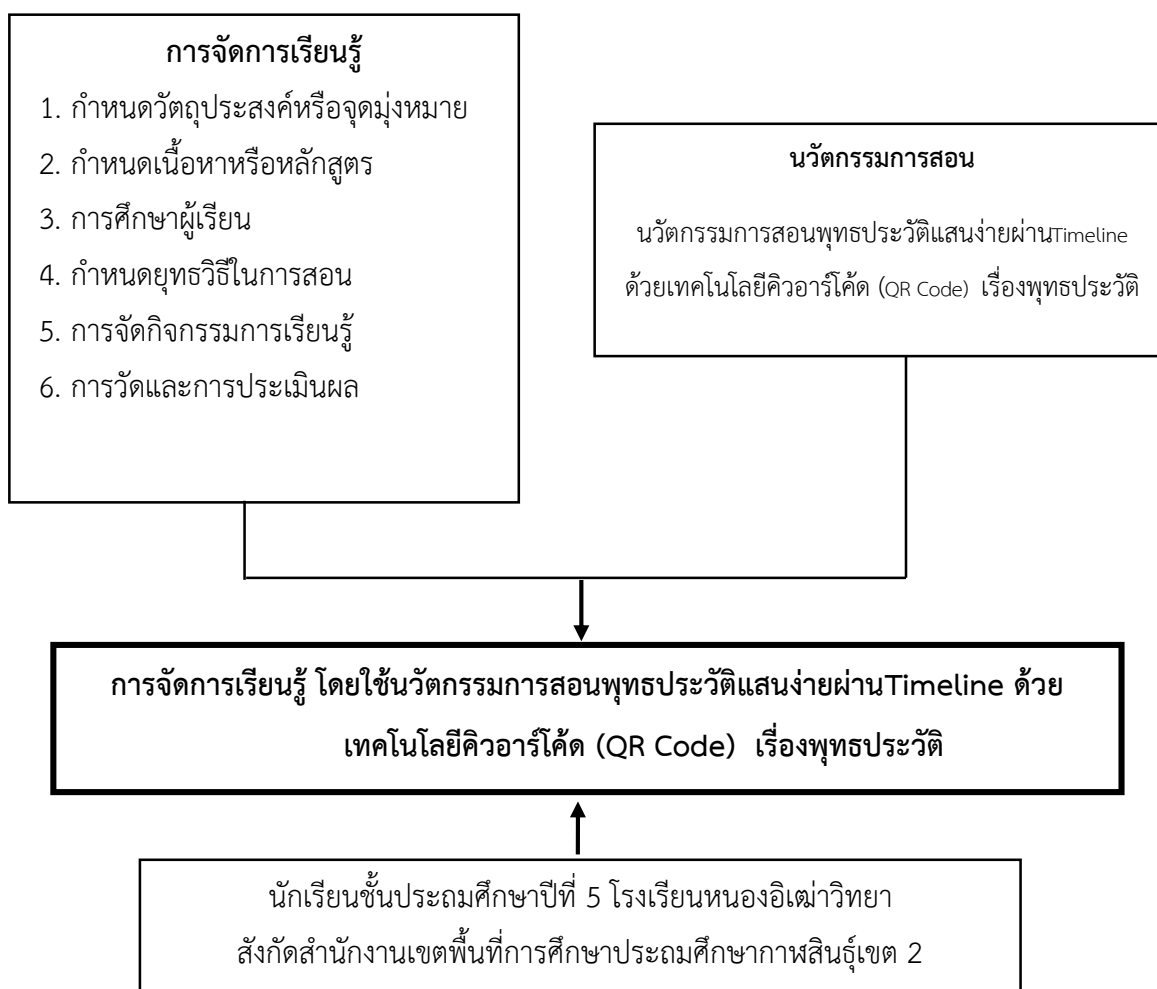 การจัดการเรียนรู้
1. กำหนดวัตถุประสงค์หรือจุดมุ่งหมาย
2. กำหนดเนื้อหาหรือหลักสูตร
3. การศึกษาผู้เรียน
4. กำหนดยุทธวิธีในการสอน
5. การจัดกิจกรรมการเรียนรู้
6. การวัดและการประเมินผล
นวัตกรรมการสอน
นวัตกรรมการสอนพุทธประวัติแสนง่ายผ่านTimeline
ด้วยเทคโนโลยีคิวอาร์โค้ด (QR Code) เรื่องพุทธประวัติ
การจัดการเรียนรู้ โดยใช้นวัตกรรมการสอนพุทธประวัติแสนง่ายผ่านTimeline ด้วย
เทคโนโลยีคิวอาร์โค้ด (QR Code) เรื่องพุทธประวัติ
นักเรียนชั้นประถมศึกษาปีที่ 5 โรงเรียนหนองอิเฒ่าวิทยา
สังกัดสำนักงานเขตพื้นที่การศึกษาประถมศึกษากาฬสินธุ์เขต 2